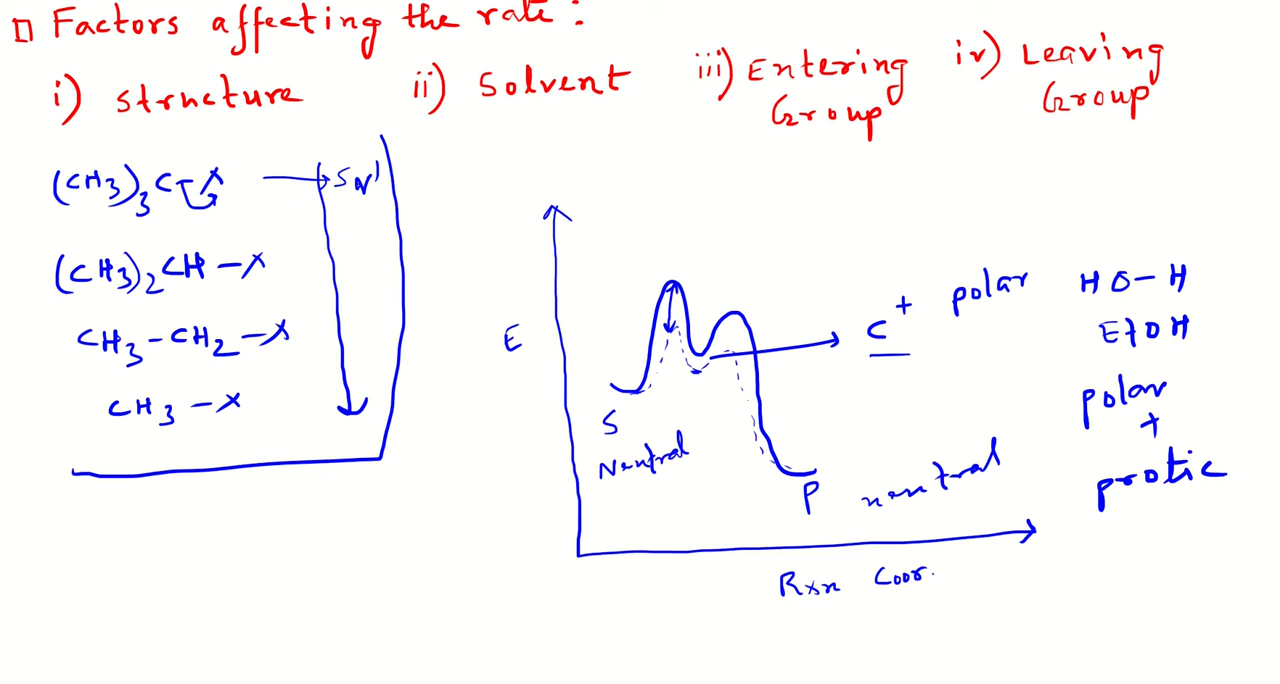 Factors affecting the rate:
i) structure ii) Solvent iii) Entering Group iv) Leaving Group
(CH3)3C-X → SN1
(CH3)2CH-X
CH3-CH2-X
CH3-X
E
S
Neutral
C+
polar
HO-H
EtOH
polar
+
protic
P
neutral
Rxn Coor.